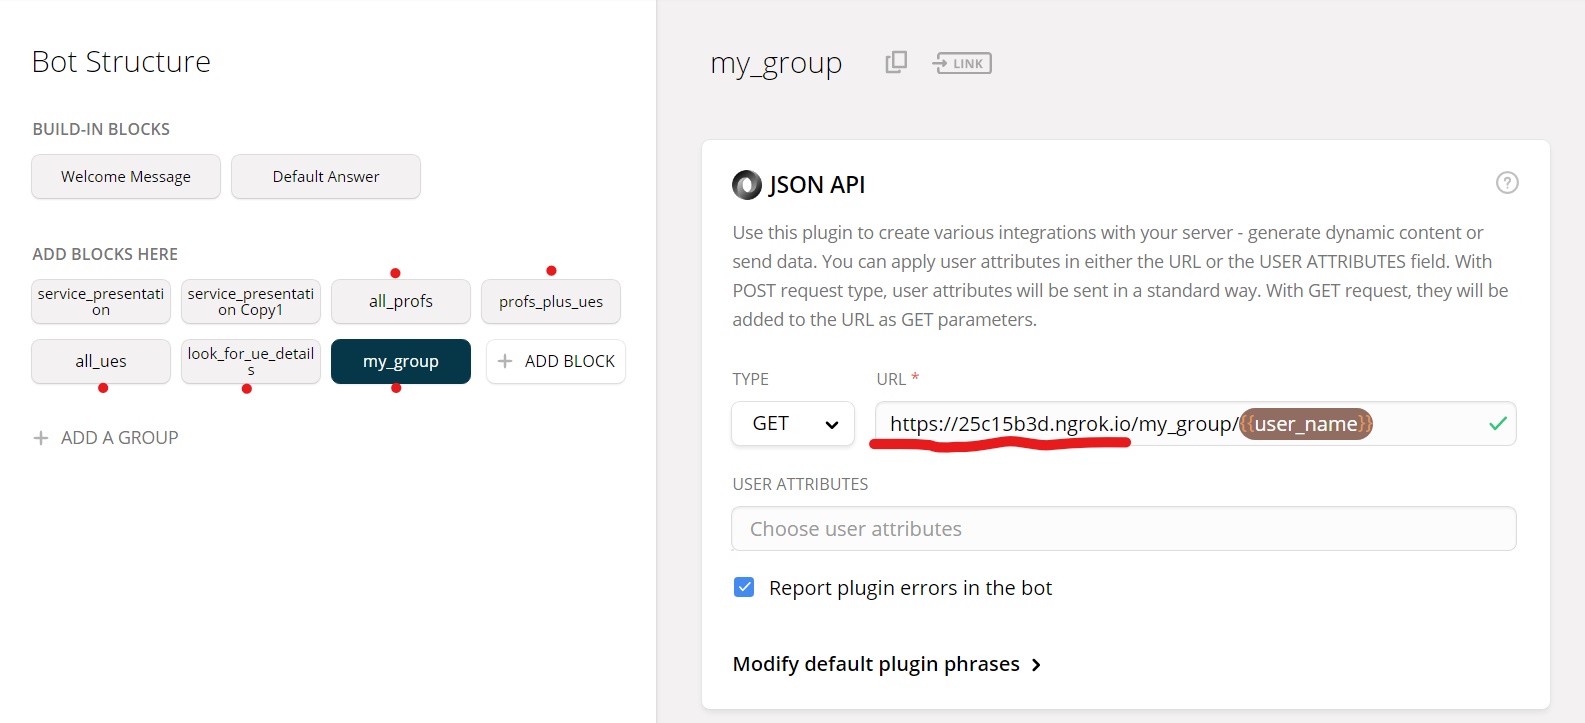 Bot Structure
BUILD-IN BLOCKS
Welcome Message
Default Answer
ADD BLOCKS HERE
service_presentati
on
service_presentati
on Copy1
all_profs
profs_plus_ues
all_ues
look_for_ue_detail
s
my_group
+ ADD BLOCK
+ ADD A GROUP
my_group
LINK
JSON API
?
Use this plugin to create various integrations with your server - generate dynamic content or
send data. You can apply user attributes in either the URL or the USER ATTRIBUTES field. With
POST request type, user attributes will be sent in a standard way. With GET request, they will be
added to the URL as GET parameters.
TYPE
URL *
GET
https://25c15b3d.ngrok.io/my_group/{{user_name}}
USER ATTRIBUTES
Choose user attributes
Report plugin errors in the bot
Modify default plugin phrases >